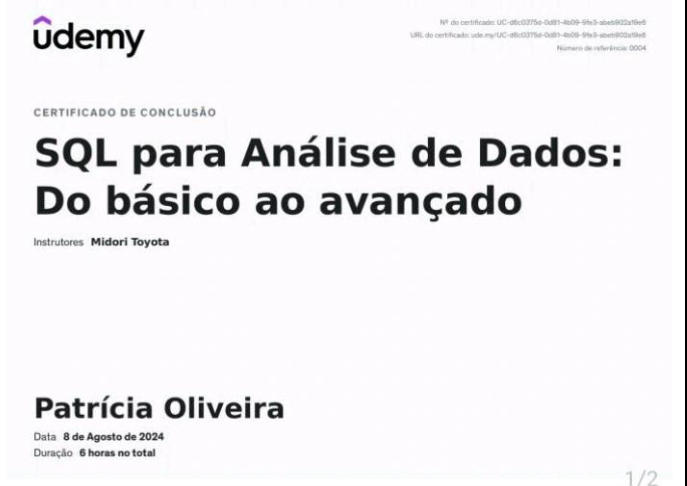 udemy
Nº do certificado: UC-d6c0375d-0d81-4b09-9fe3-abeb902a19e6
URL do certificado: ude.my/UC-d6c0375d-0d81-4b09-9fe3-abeb902a19e6
Número de referência: 0004
CERTIFICADO DE CONCLUSÃO
SQL para Análise de Dados:
Do básico ao avançado
Instrutores Midori Toyota
Patrícia Oliveira
Data 8 de Agosto de 2024
Duração 6 horas no total
1/2